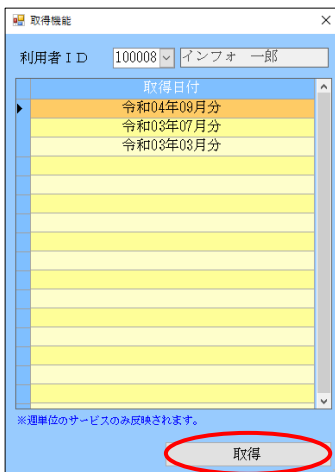 取得機能
利用者ＩＤ 100008 インフォ 一郎
取得日付
令和04年09月分
令和03年07月分
令和03年03月分
※週単位のサービスのみ反映されます。
取得